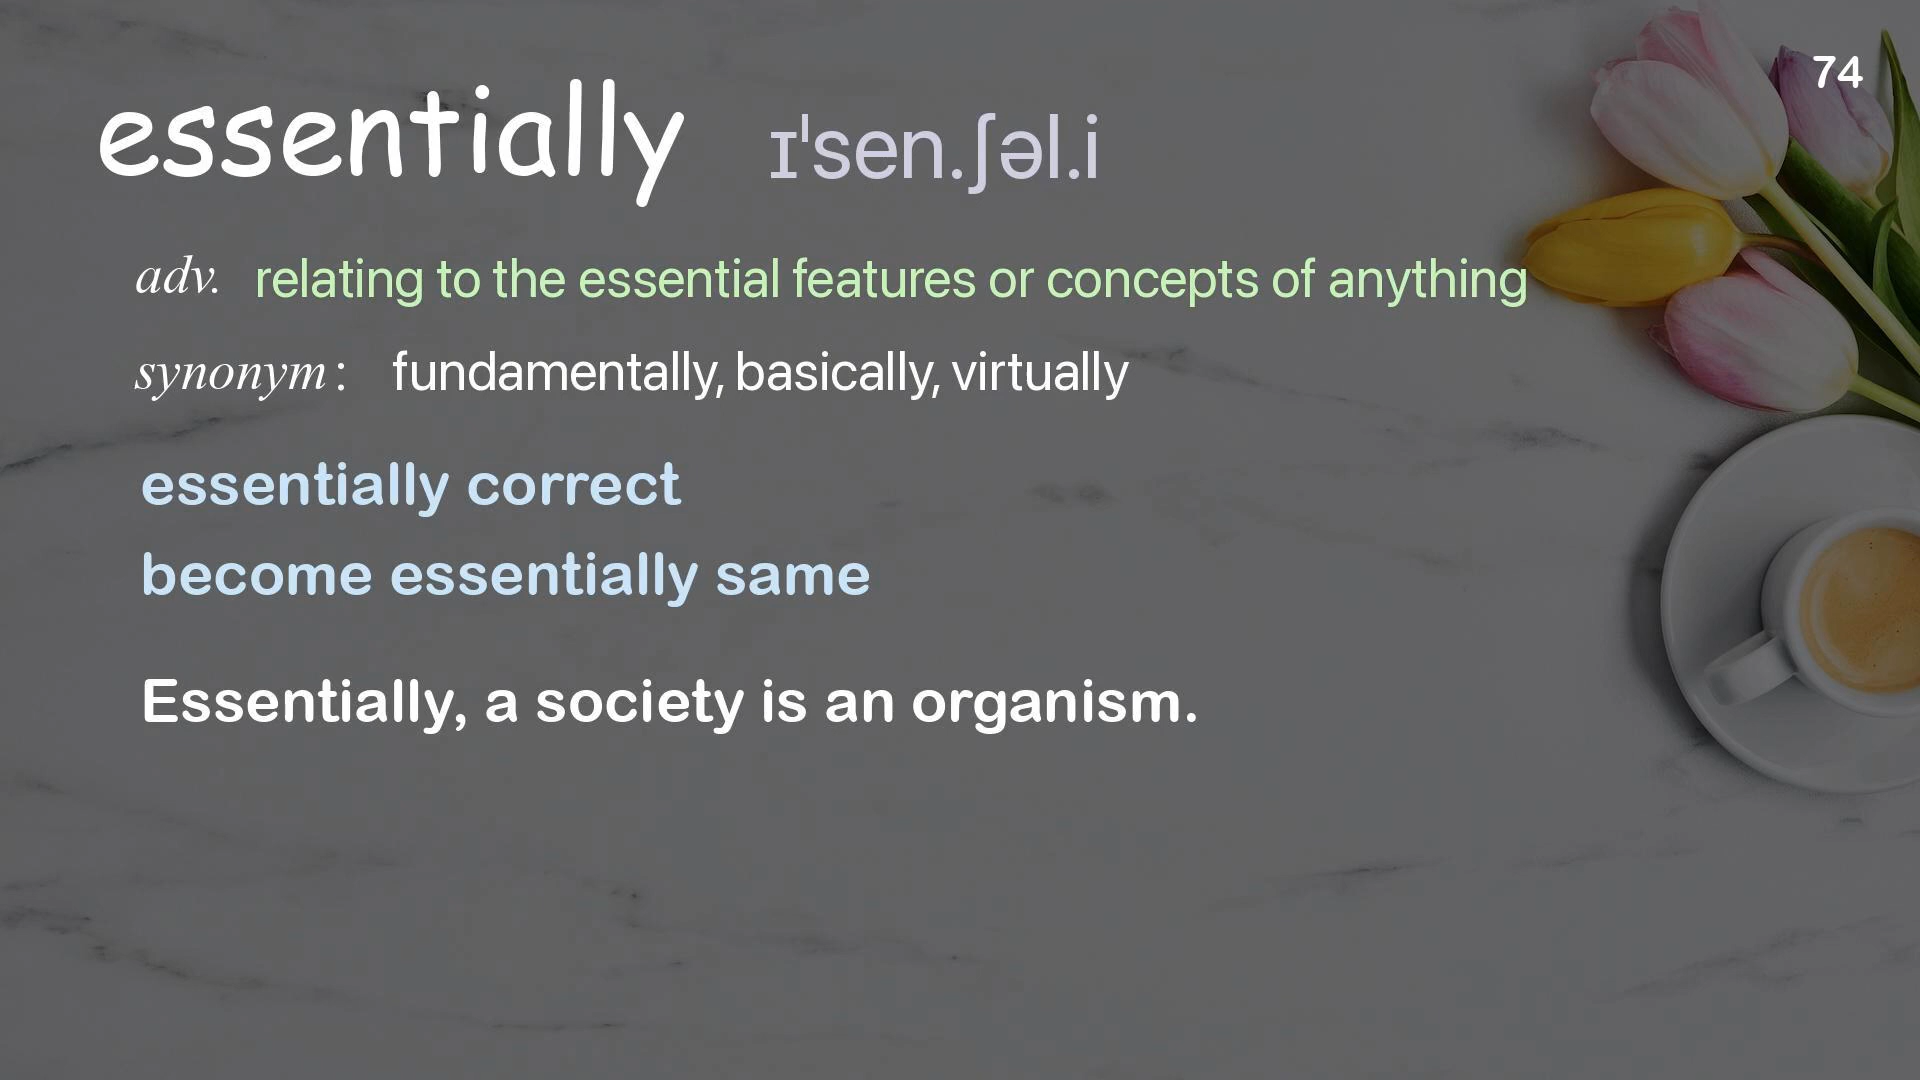 74
essentially ɪˈsen.ʃəl.i
adv. relating to the essential features or concepts of anything
synonym : fundamentally, basically, virtually
essentially correct
become essentially same
Essentially, a society is an organism.